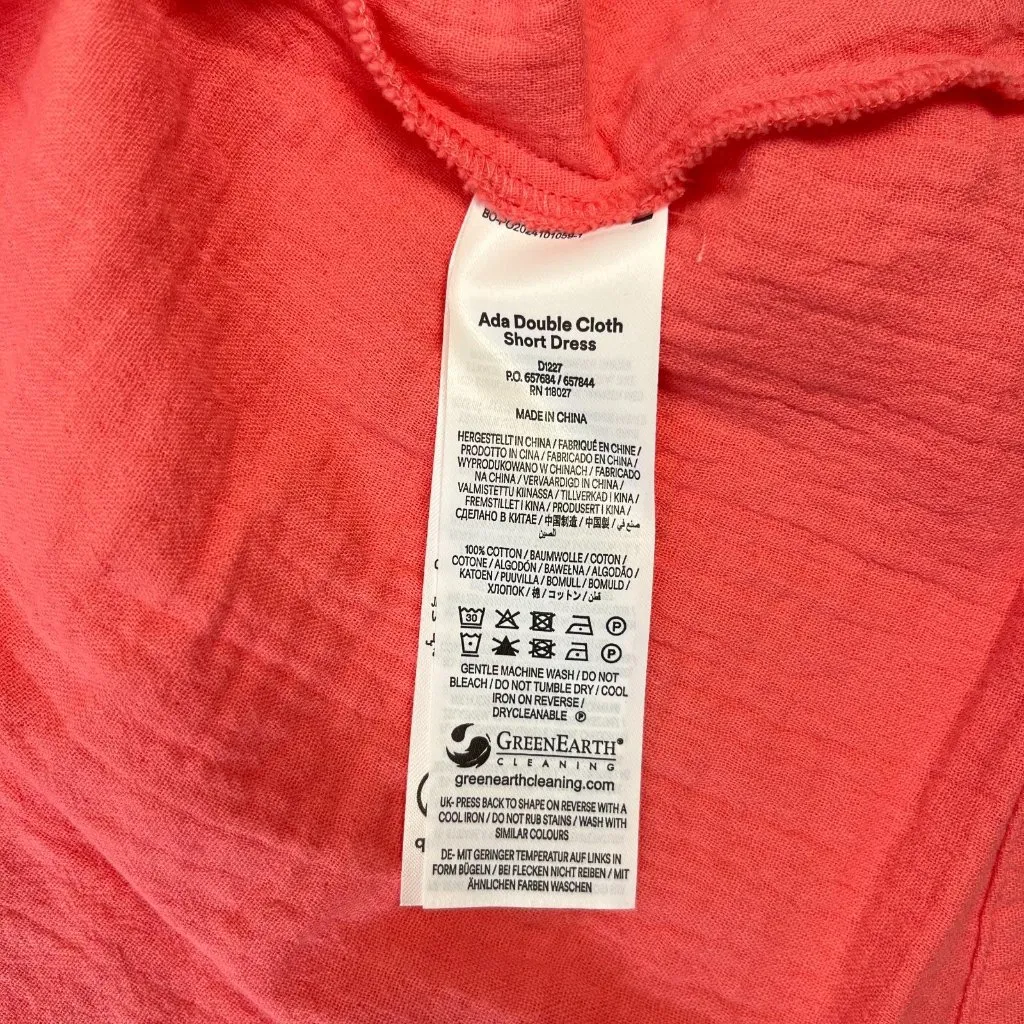 Ada Double Cloth
Short Dress
D1227
P.O. 657684 / 657844
RN 118027
MADE IN CHINA
HERGESTELLT IN CHINA / FABRIQUÉ EN CHINE /
PRODOTTO IN CINA / FABRICADO EN CHINA /
WYPRODUKOWANO W CHINACH / FABRICADO
NA CHINA / VERVAARDIGD IN CHINA /
VALMISTETTU KIINASSA / TILLVERKAD I KINA /
FREMSTILLET I KINA / PRODUSERT I KINA /
СДЕЛАНО В КИТАЕ / 中国制造 / 中国製 / صنع في
الصين
100% COTTON / BAUMWOLLE / COTON /
COTONE / ALGODÓN / BAWEŁNA / ALGODÃO /
KATOEN / PUUVILLA / BOMULL / BOMULD /
ХЛОПОК / 棉 / コットン / قطن
30 P
P
GENTLE MACHINE WASH / DO NOT
BLEACH / DO NOT TUMBLE DRY / COOL
IRON ON REVERSE /
DRYCLEANABLE Ⓟ
GREENEARTH®
CLEANING
greenearthcleaning.com
UK- PRESS BACK TO SHAPE ON REVERSE WITH A
COOL IRON / DO NOT RUB STAINS / WASH WITH
SIMILAR COLOURS
DE- MIT GERINGER TEMPERATUR AUF LINKS IN
FORM BÜGELN / BEI FLECKEN NICHT REIBEN / MIT
ÄHNLICHEN FARBEN WASCHEN